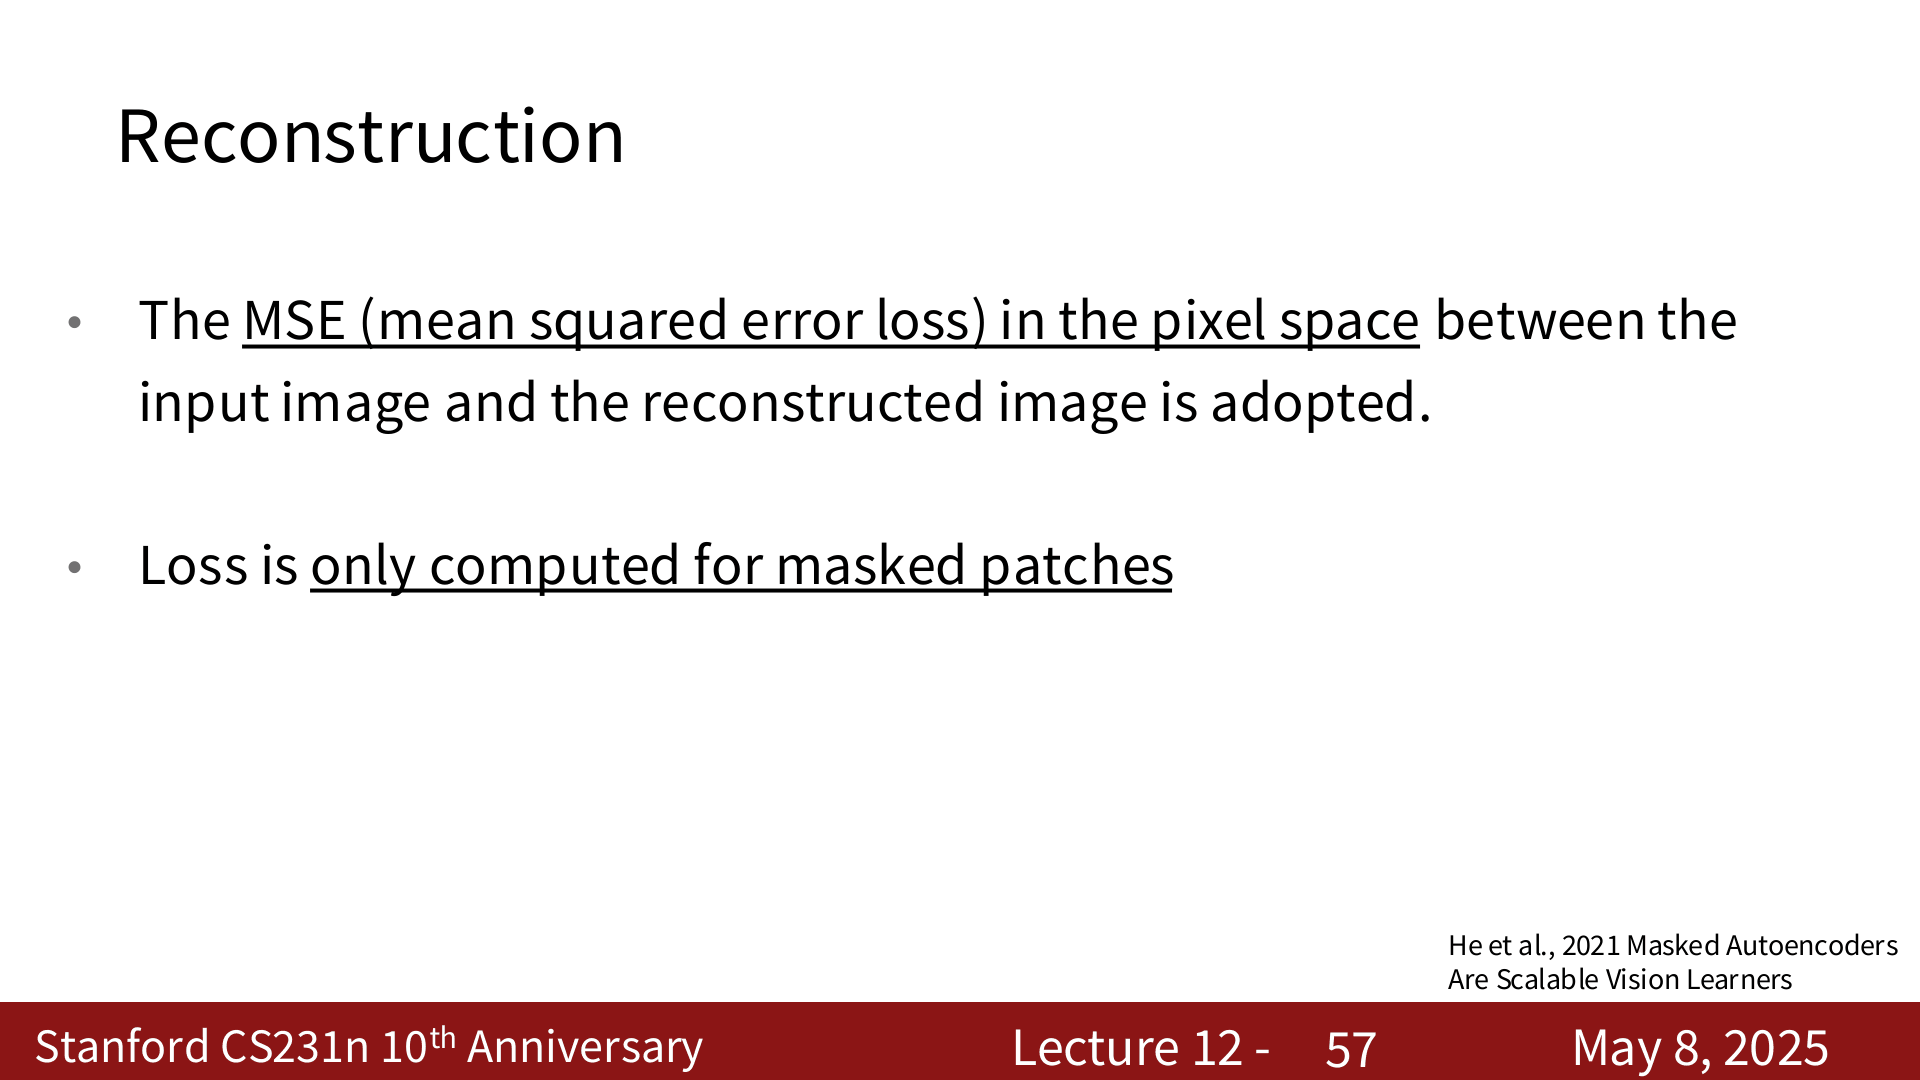 Reconstruction
• The MSE (mean squared error loss) in the pixel space between the
input image and the reconstructed image is adopted.
• Loss is only computed for masked patches
He et al., 2021 Masked Autoencoders
Are Scalable Vision Learners
Stanford CS231n 10th Anniversary Lecture 12 - 57 May 8, 2025